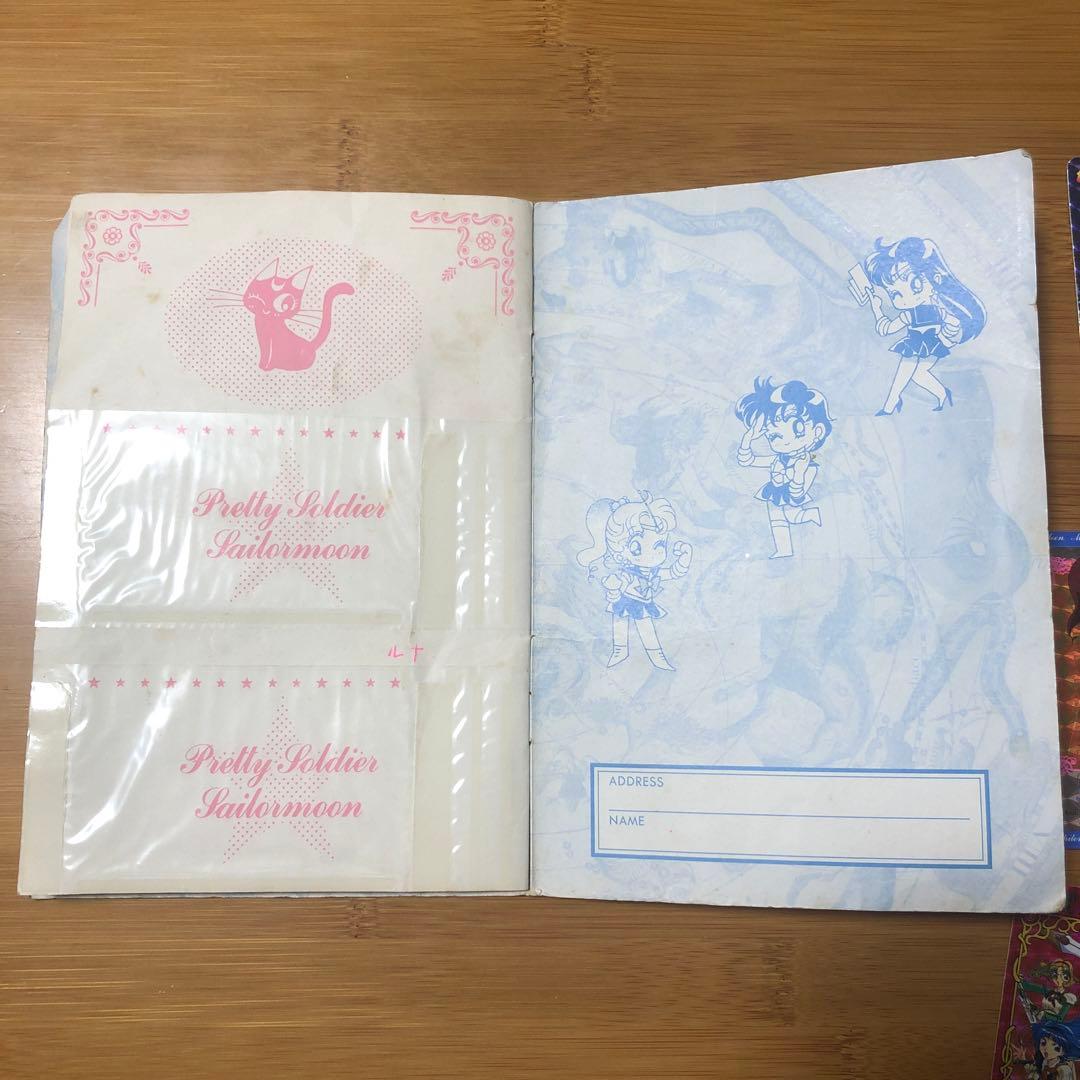 Pretty Soldier
Sailormoon
ルナ
Pretty Soldier
Sailormoon
ADDRESS
NAME